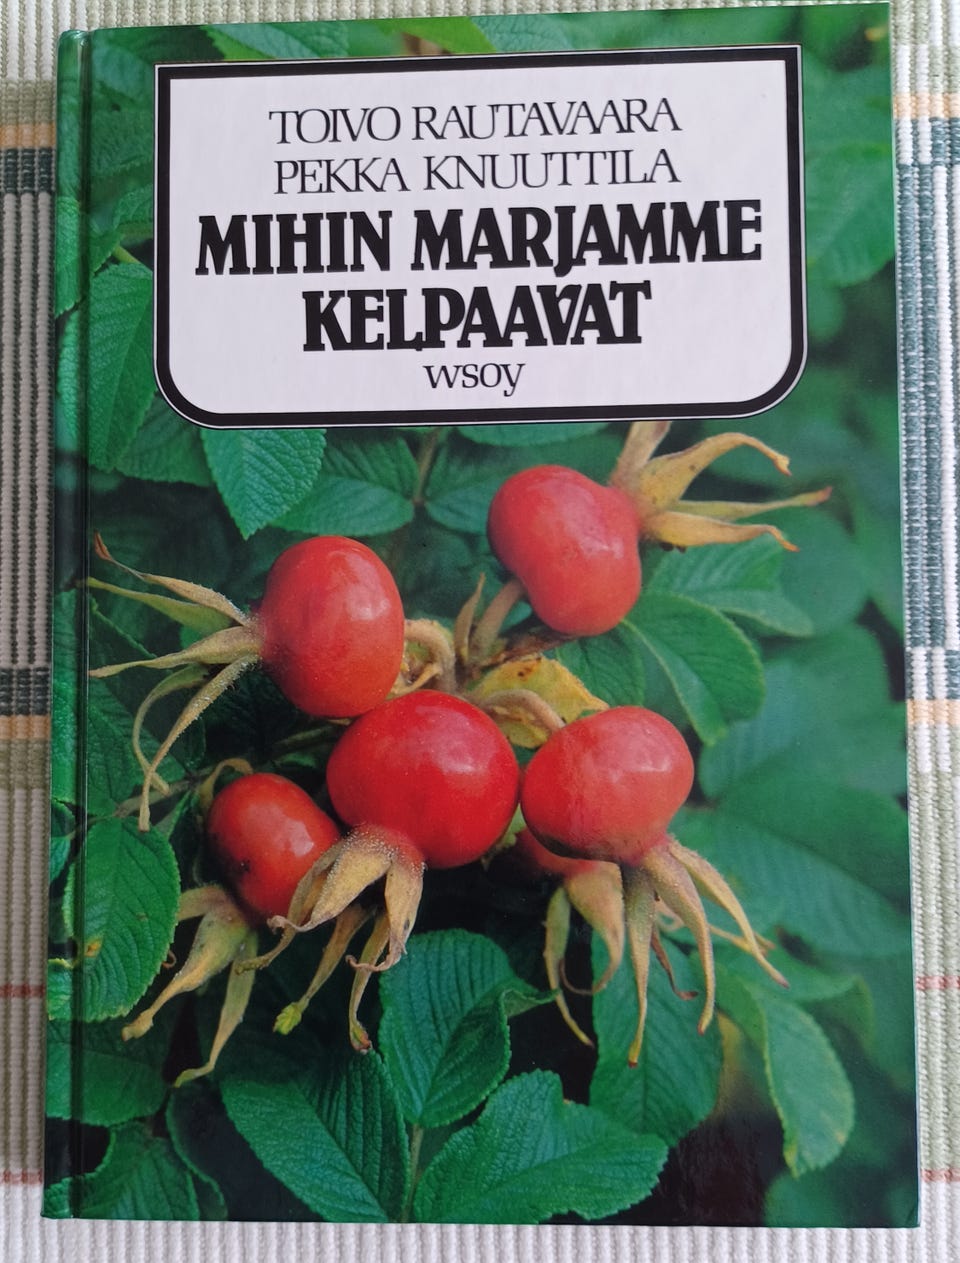 TOIVO RAUTAVAARA
PEKKA KNUUTTILA
MIHIN MARJAMME
KELPAAVAT
wsoy